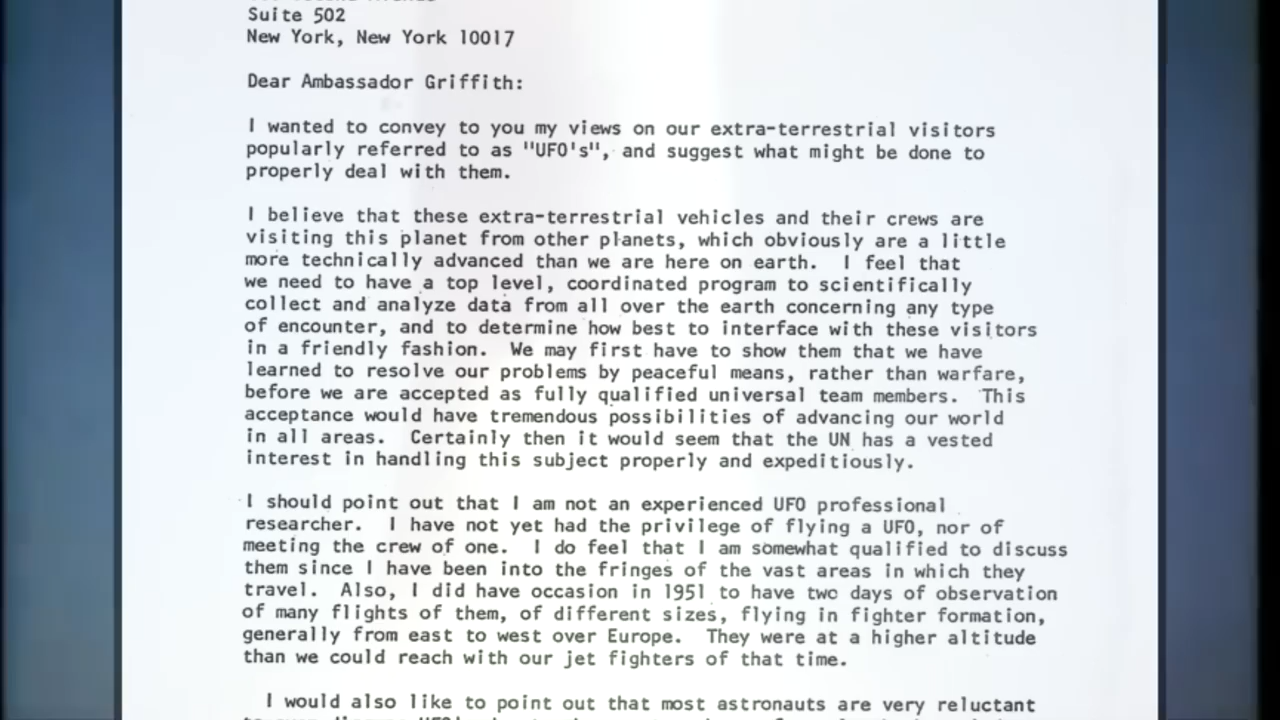 Suite 502
New York, New York 10017
Dear Ambassador Griffith:
I wanted to convey to you my views on our extra-terrestrial visitors
popularly referred to as "UFO's", and suggest what might be done to
properly deal with them.
I believe that these extra-terrestrial vehicles and their crews are
visiting this planet from other planets, which obviously are a little
more technically advanced than we are here on earth. I feel that
we need to have a top level, coordinated program to scientifically
collect and analyze data from all over the earth concerning any type
of encounter, and to determine how best to interface with these visitors
in a friendly fashion. We may first have to show them that we have
learned to resolve our problems by peaceful means, rather than warfare,
before we are accepted as fully qualified universal team members. This
acceptance would have tremendous possibilities of advancing our world
in all areas. Certainly then it would seem that the UN has a vested
interest in handling this subject properly and expeditiously.
I should point out that I am not an experienced UFO professional
researcher. I have not yet had the privilege of flying a UFO, nor of
meeting the crew of one. I do feel that I am somewhat qualified to discuss
them since I have been into the fringes of the vast areas in which they
travel. Also, I did have occasion in 1951 to have two days of observation
of many flights of them, of different sizes, flying in fighter formation,
generally from east to west over Europe. They were at a higher altitude
than we could reach with our jet fighters of that time.
I would also like to point out that most astronauts are very reluctant